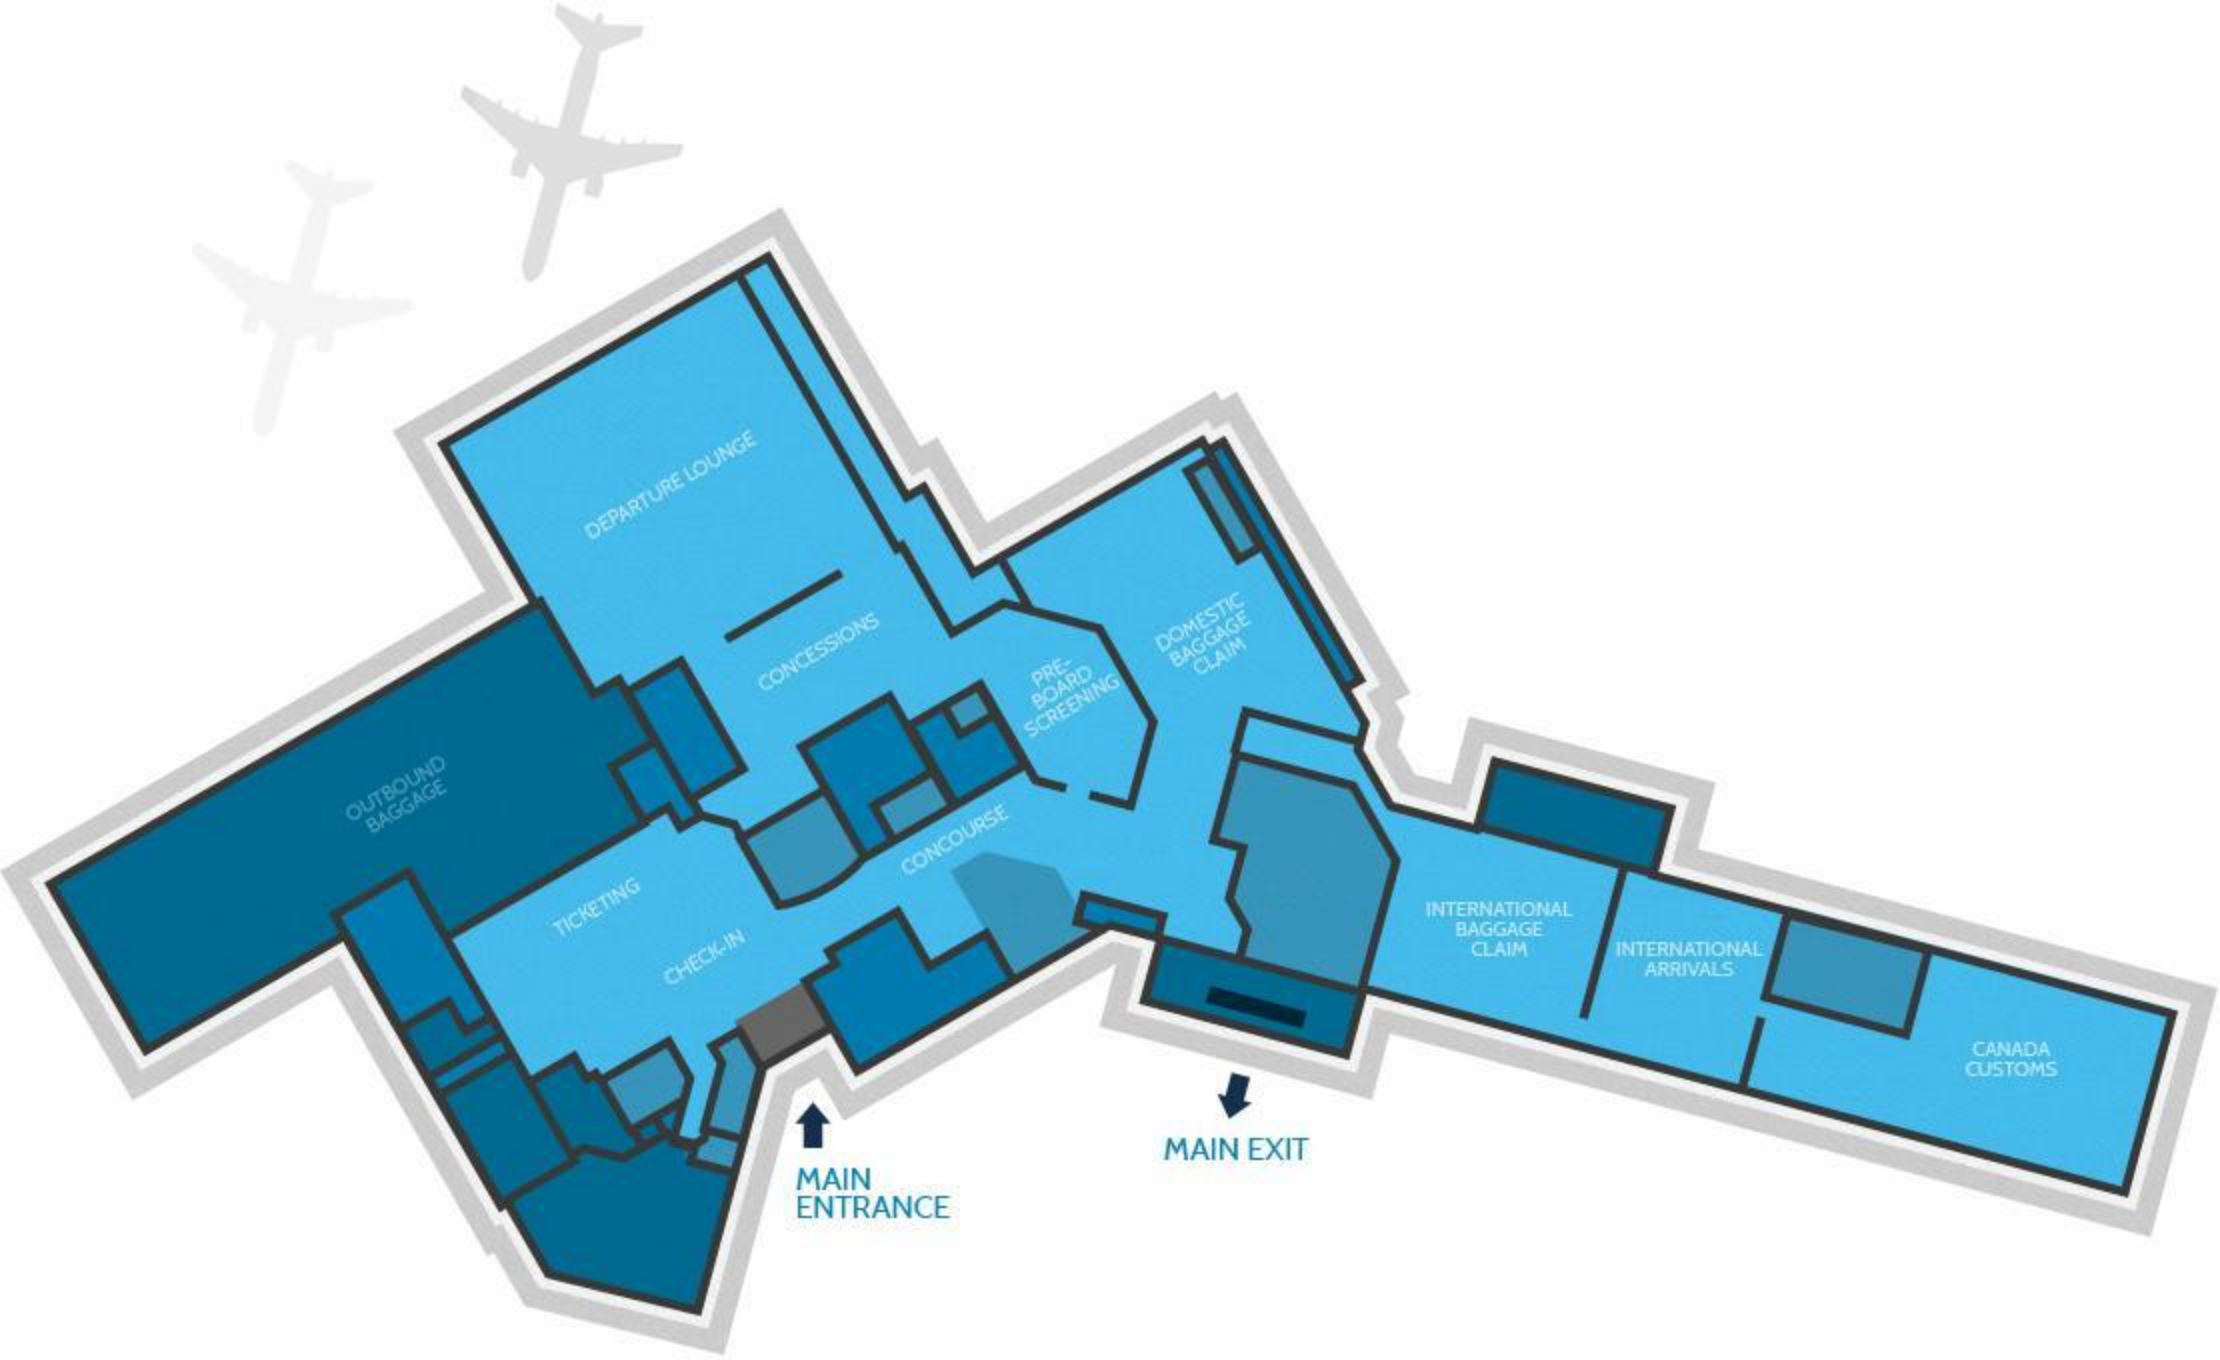 DEPARTURE LOUNGE
CONCESSIONS
DOMESTIC
BAGGAGE
CLAIM
PRE-
BOARD
SCREENING
OUTBOUND
BAGGAGE
CONCOURSE
TICKETING
CHECK-IN
INTERNATIONAL
BAGGAGE
CLAIM
INTERNATIONAL
ARRIVALS
CANADA
CUSTOMS
MAIN EXIT
MAIN
ENTRANCE